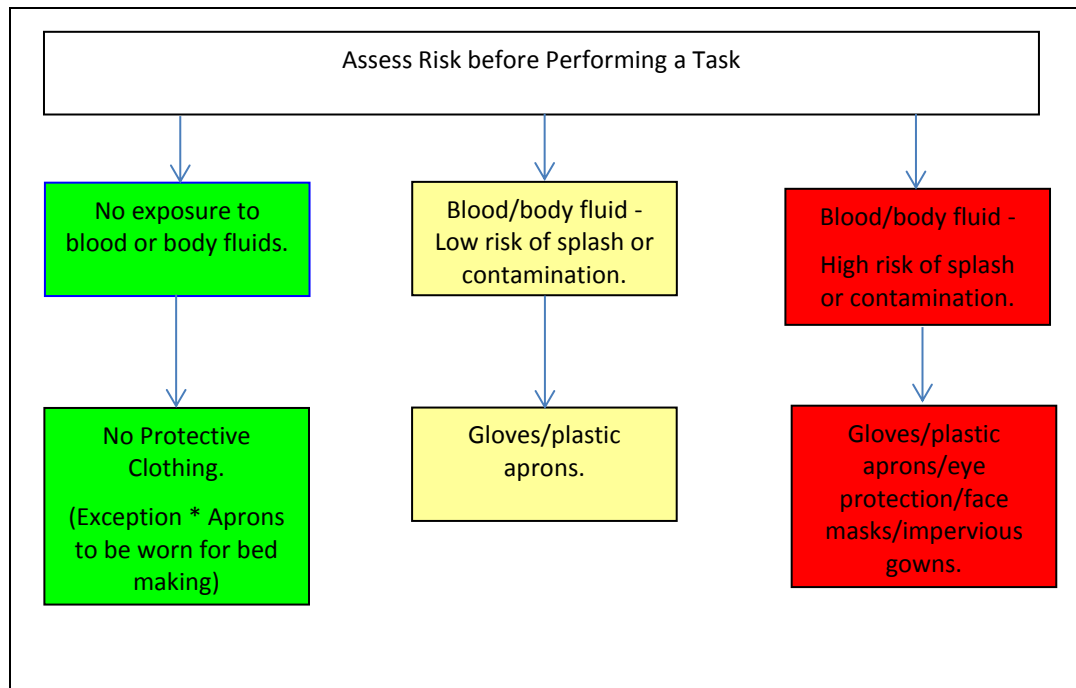 Assess Risk before Performing a Task
No exposure to
blood or body fluids.
Blood/body fluid -
Low risk of splash or
contamination.
Blood/body fluid -
High risk of splash
or contamination.
No Protective
Clothing.
(Exception * Aprons
to be worn for bed
making)
Gloves/plastic
aprons.
Gloves/plastic
aprons/eye
protection/face
masks/impervious
gowns.